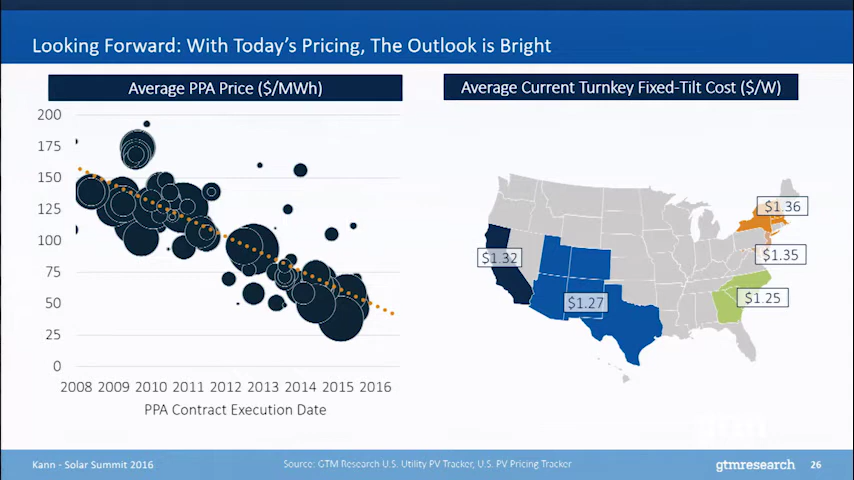 Looking Forward: With Today's Pricing, The Outlook is Bright
Average PPA Price ($/MWh)
200
175
150
125
100
75
50
25
0
2008 2009 2010 2011 2012 2013 2014 2015 2016
PPA Contract Execution Date
Average Current Turnkey Fixed-Tilt Cost ($/W)
$1.36
$1.32
$1.35
$1.27
$1.25
Kann - Solar Summit 2016
Source: GTM Research U.S. Utility PV Tracker, U.S. PV Pricing Tracker
gtmresearch
26